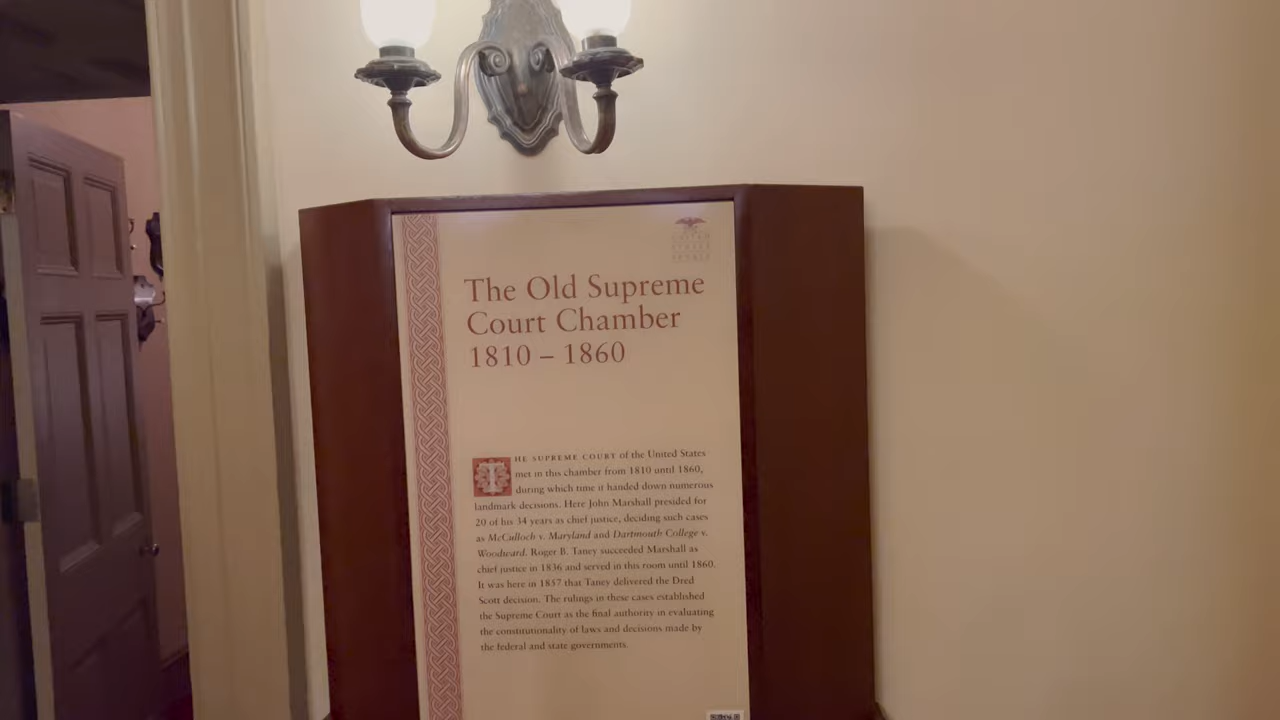 UNITED
STATES
SENATE
The Old Supreme
Court Chamber
1810 – 1860
THE SUPREME COURT of the United States
met in this chamber from 1810 until 1860,
during which time it handed down numerous
landmark decisions. Here John Marshall presided for
20 of his 34 years as chief justice, deciding such cases
as McCulloch v. Maryland and Dartmouth College v.
Woodward. Roger B. Taney succeeded Marshall as
chief justice in 1836 and served in this room until 1860.
It was here in 1857 that Taney delivered the Dred
Scott decision. The rulings in these cases established
the Supreme Court as the final authority in evaluating
the constitutionality of laws and decisions made by
the federal and state governments.